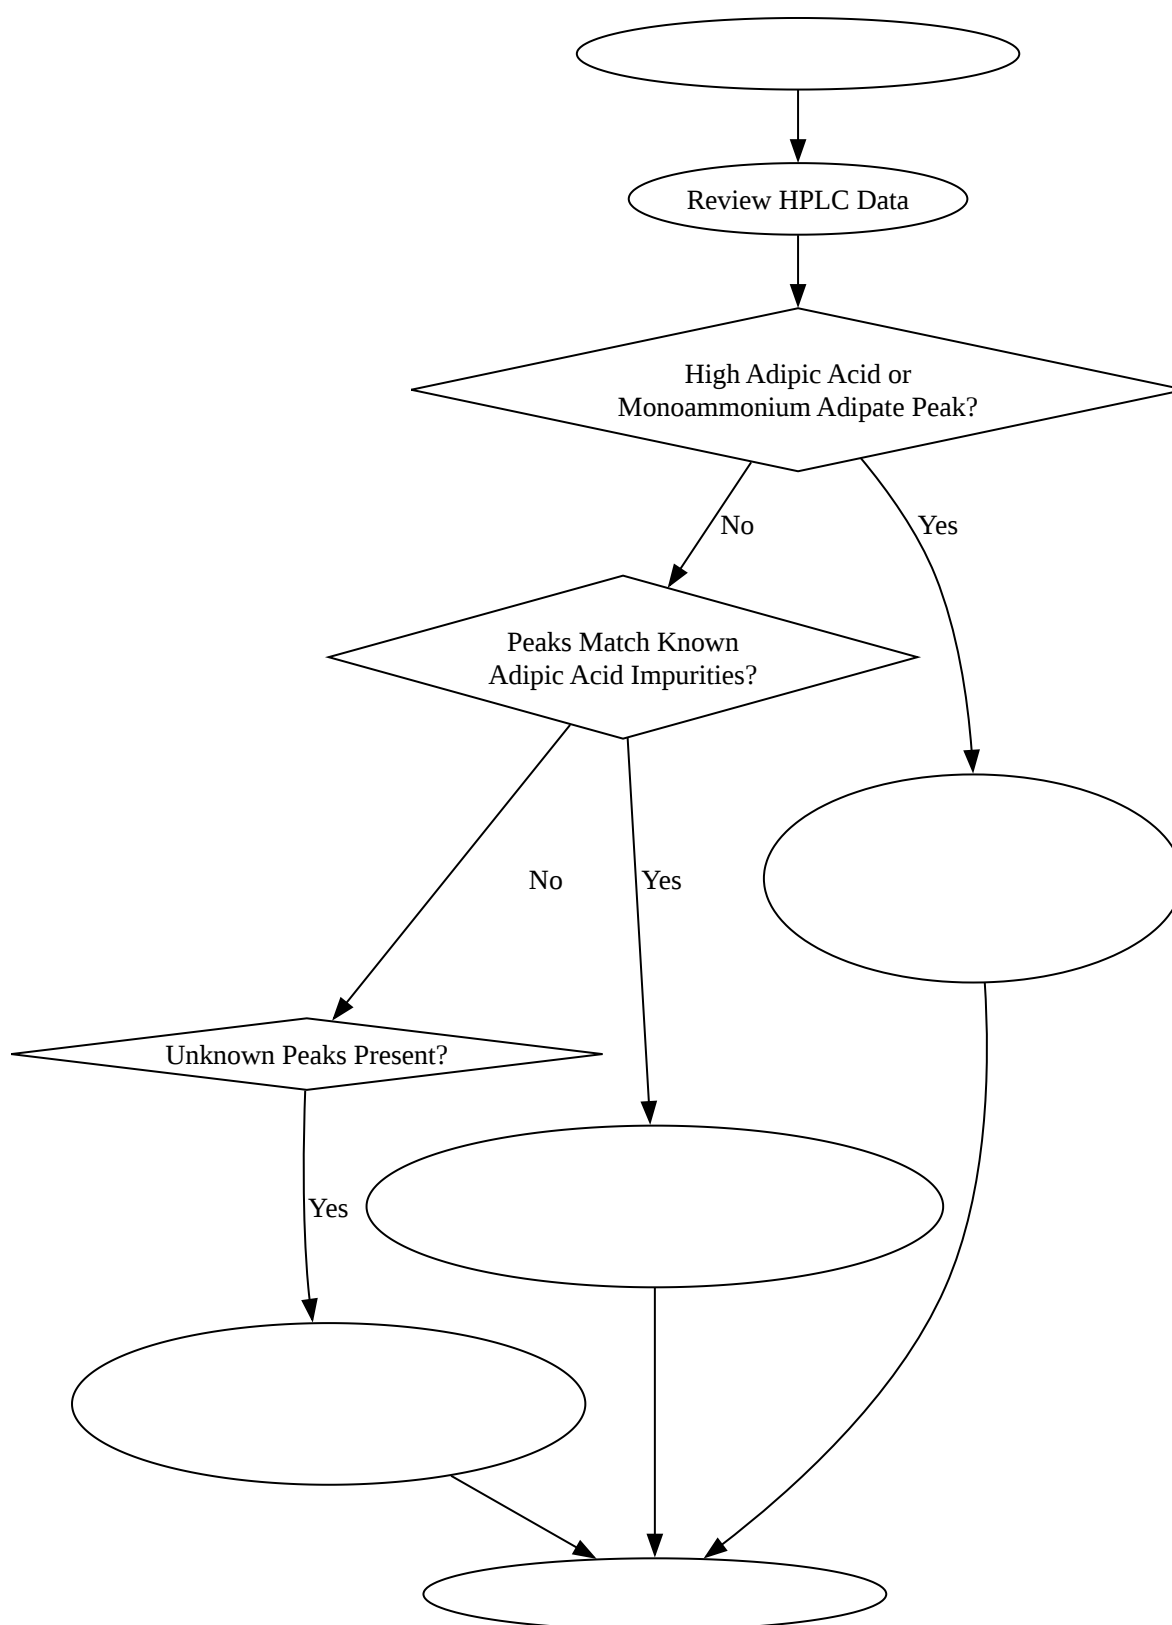 Review HPLC Data
High Adipic Acid or
Monoammonium Adipate Peak?
No
Yes
Peaks Match Known
Adipic Acid Impurities?
No
Yes
Unknown Peaks Present?
Yes